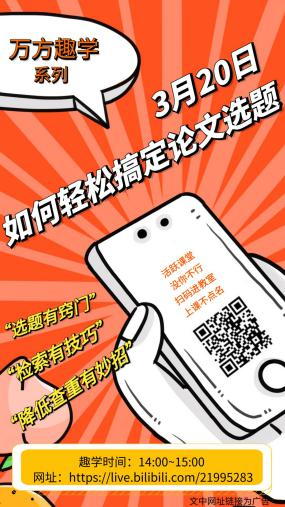 万方趣学
系列
3月20日
如何轻松搞定论文选题
活跃课堂
没你不行
扫码进教室
上课不点名
“选题有窍门”
“检索有技巧”
“降低查重有妙招”
趣学时间：14:00~15:00
网址：https://live.bilibili.com/21995283
文中网址链接为广告